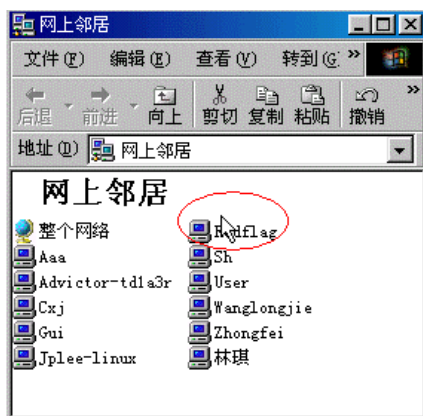 网上邻居
文件(F) 编辑(E) 查看(V) 转到(G) »
后退 前进 向上 剪切 复制 粘贴 撤销 »
地址(D) 网上邻居
网上邻居
整个网络
Aaa
Advictor-td1a3r
Cxj
Gui
Jplee-linux
Redflag
Sh
User
Wanglongjie
Zhongfei
林琪